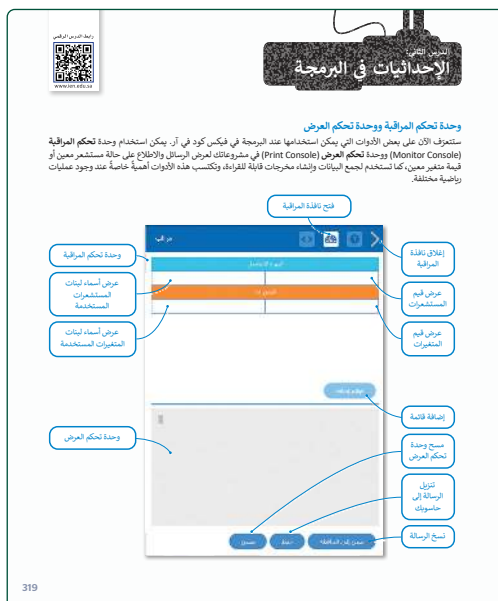 رابط الدرس الرقمي
www.ien.edu.sa
الدرس الثاني:
الإحداثيات في البرمجة
وحدة تحكم المراقبة ووحدة تحكم العرض
ستتعرف الآن على بعض الأدوات التي يمكن استخدامها عند البرمجة في فيكس كود في آر. يمكن استخدام وحدة تحكم المراقبة
(Monitor Console) ووحدة تحكم العرض (Print Console) في مشروعاتك لعرض الرسائل والاطلاع على حالة مستشعر معين أو
قيمة متغير معين، كما تستخدم لجمع البيانات وإنشاء مخرجات قابلة للقراءة، وتكتسب هذه الأدوات أهمية خاصة عند وجود عمليات
رياضية مختلفة.
فتح نافذة المراقبة
إغلاق نافذة
المراقبة
وحدة تحكم المراقبة
عرض قيم
المستشعرات
عرض أسماء لبنات
المستشعرات
المستخدمة
عرض قيم
المتغيرات
عرض أسماء لبنات
المتغيرات المستخدمة
إضافة قائمة
وحدة تحكم العرض
مسح وحدة
تحكم العرض
تنزيل
الرسالة إلى
حاسوبك
نسخ الرسالة
319